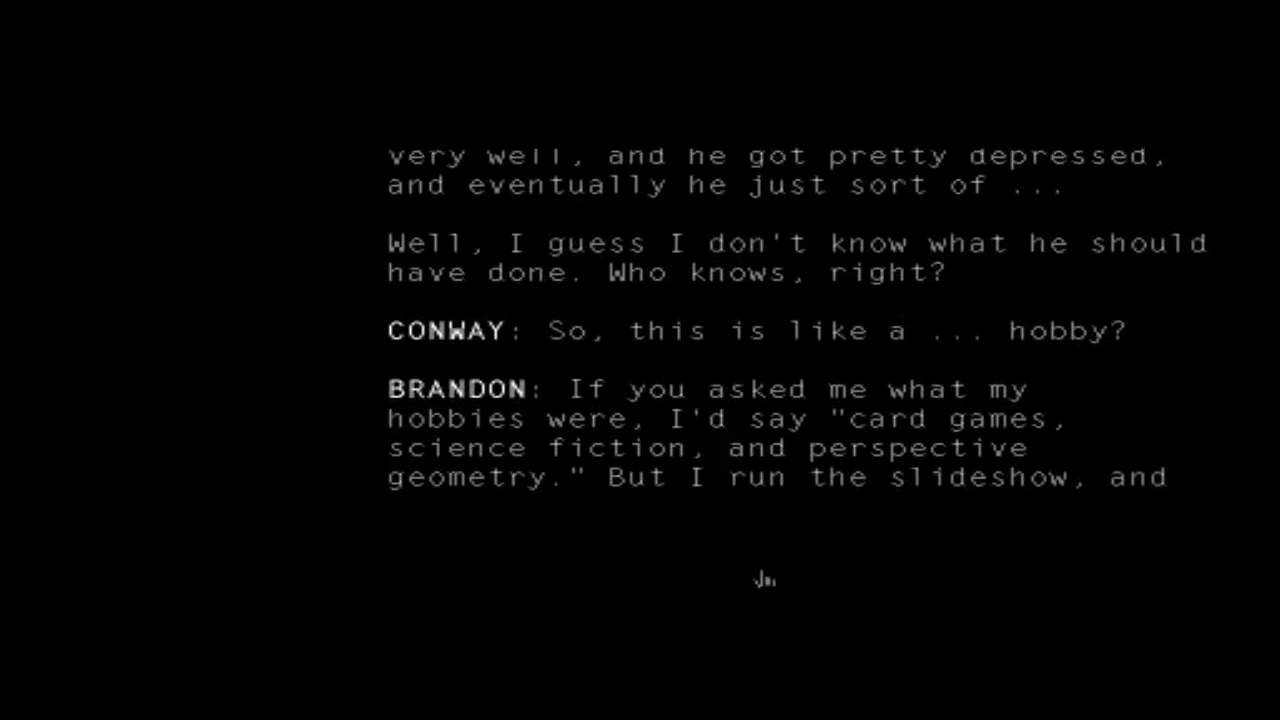 very well, and he got pretty depressed,
and eventually he just sort of ...
Well, I guess I don't know what he should
have done. Who knows, right?
CONWAY: So, this is like a ... hobby?
BRANDON: If you asked me what my
hobbies were, I'd say "card games,
science fiction, and perspective
geometry." But I run the slideshow, and